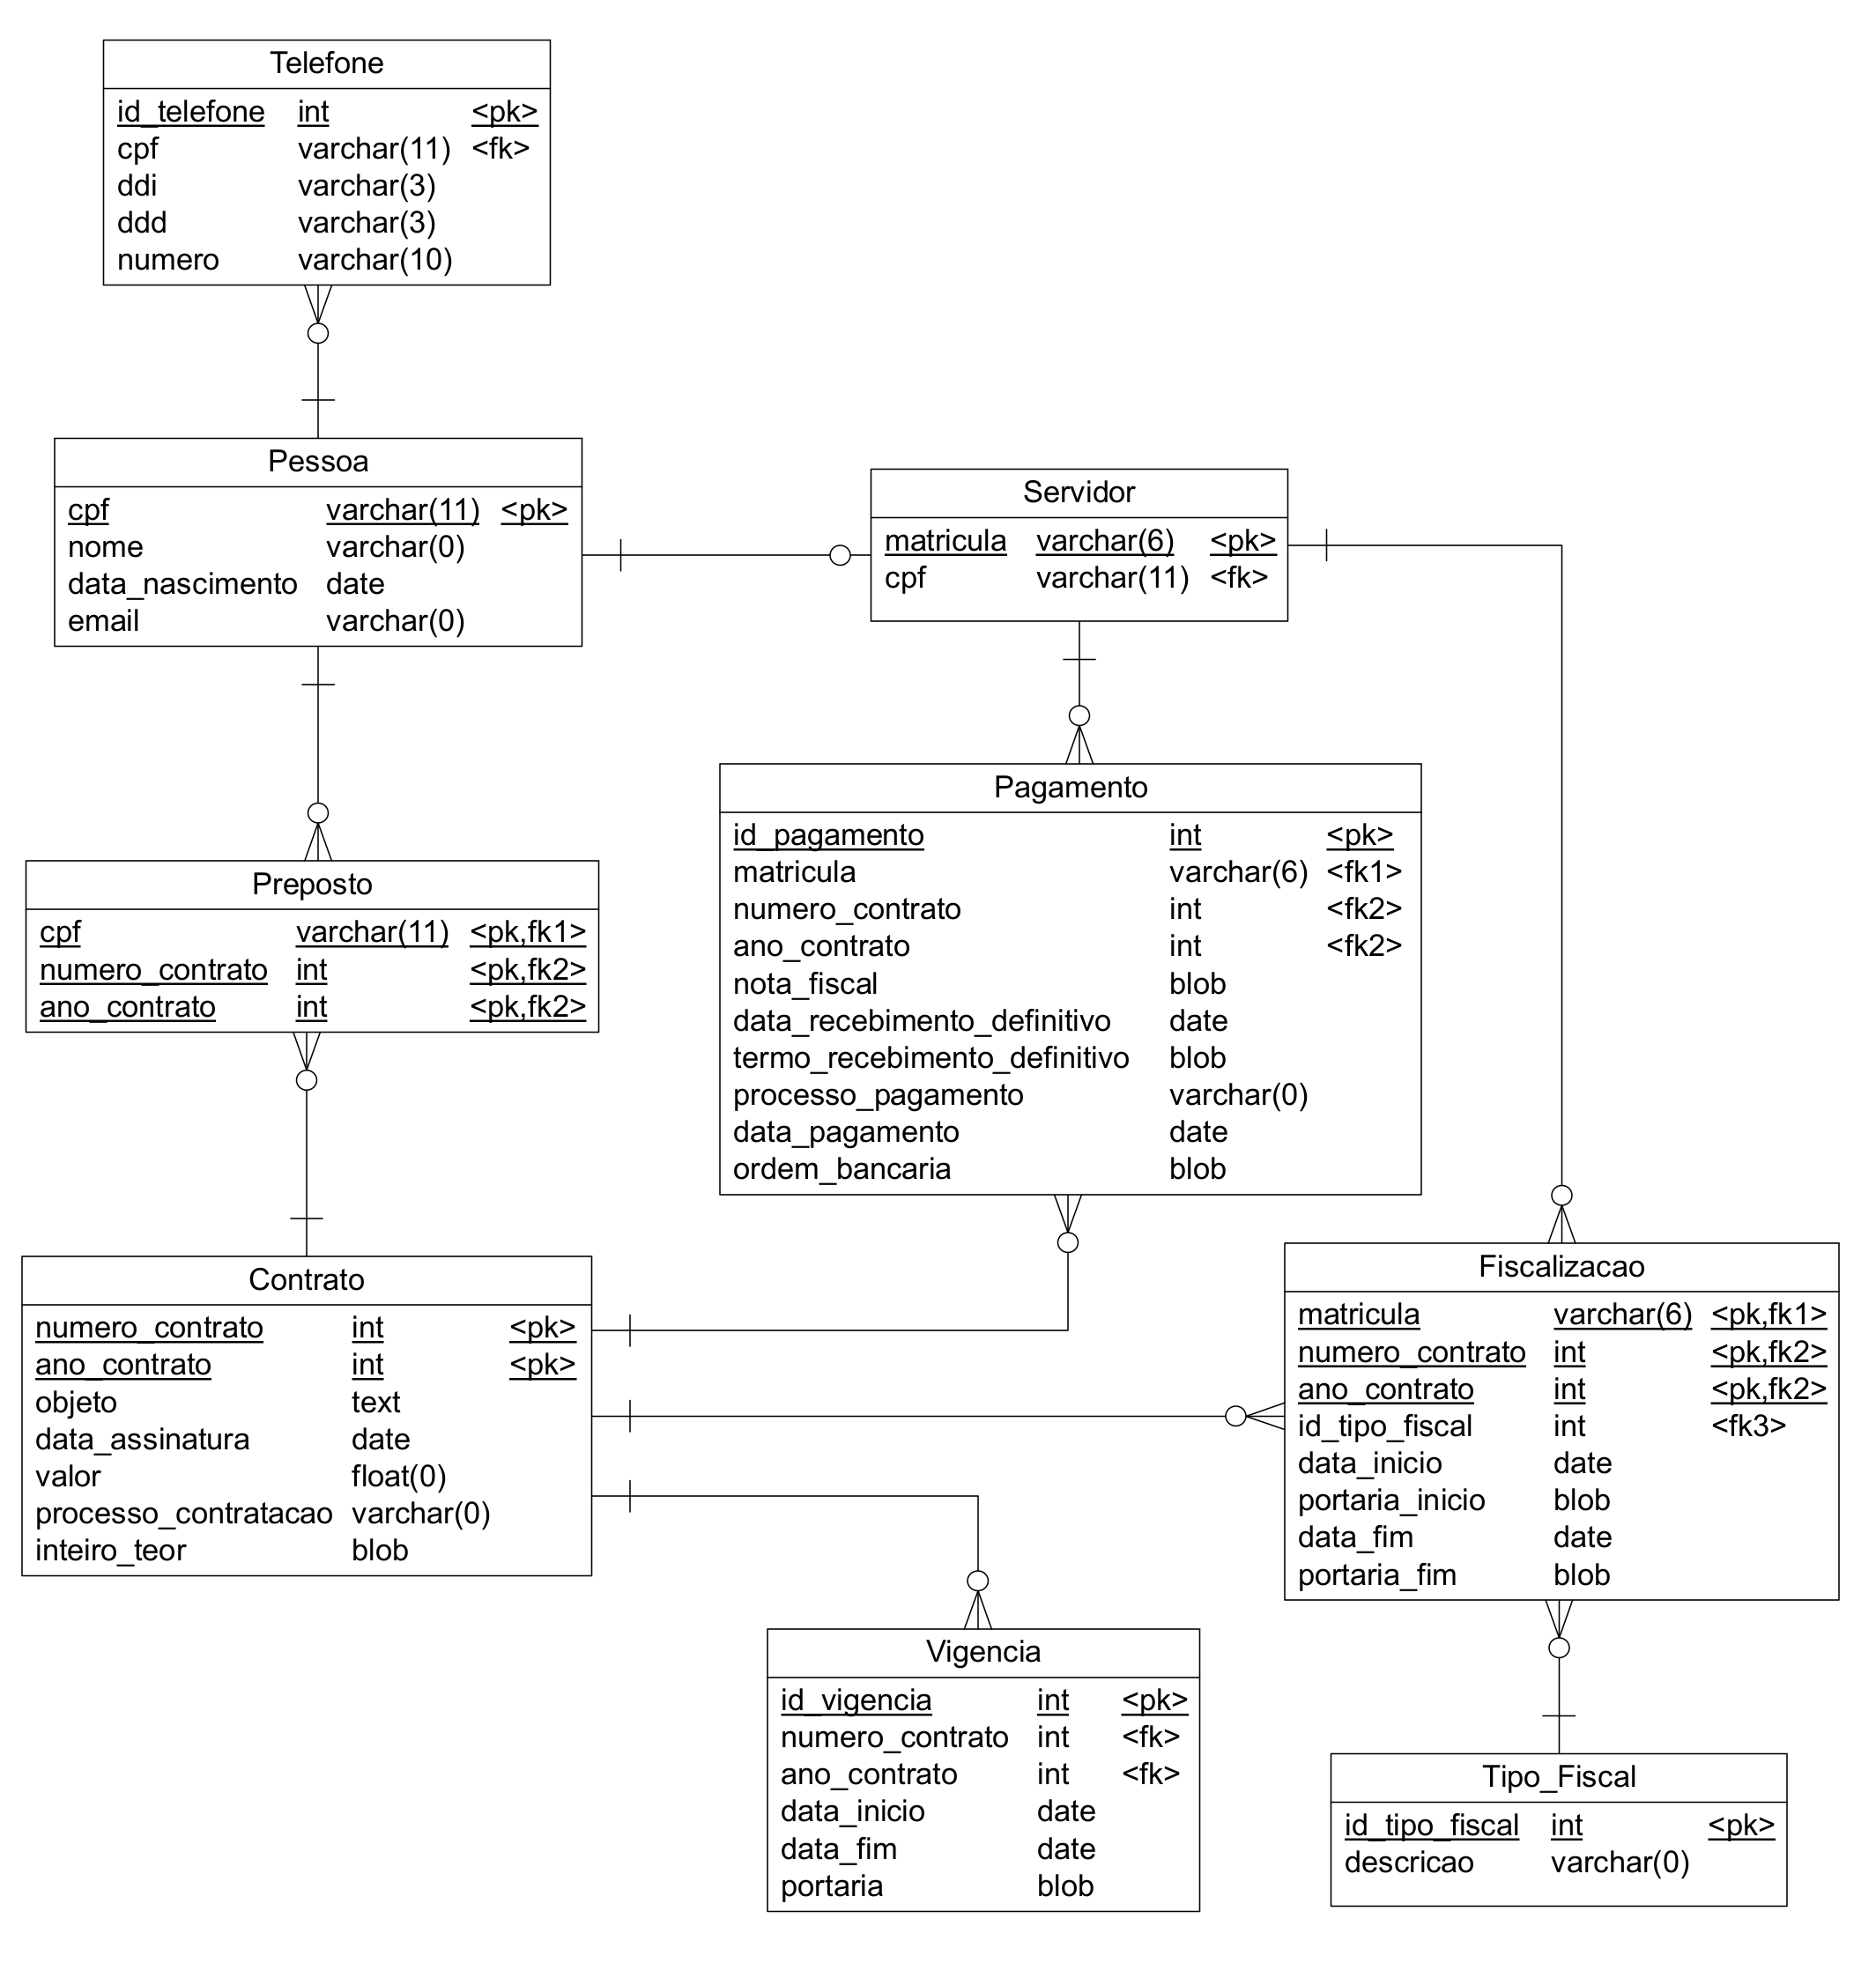 Telefone
id_telefone int <pk>
cpf varchar(11) <fk>
ddi varchar(3)
ddd varchar(3)
numero varchar(10)
Pessoa
cpf varchar(11) <pk>
nome varchar(0)
data_nascimento date
email varchar(0)
Servidor
matricula varchar(6) <pk>
cpf varchar(11) <fk>
Pagamento
id_pagamento int <pk>
matricula varchar(6) <fk1>
numero_contrato int <fk2>
ano_contrato int <fk2>
nota_fiscal blob
data_recebimento_definitivo date
termo_recebimento_definitivo blob
processo_pagamento varchar(0)
data_pagamento date
ordem_bancaria blob
Preposto
cpf varchar(11) <pk,fk1>
numero_contrato int <pk,fk2>
ano_contrato int <pk,fk2>
Contrato
numero_contrato int <pk>
ano_contrato int <pk>
objeto text
data_assinatura date
valor float(0)
processo_contratacao varchar(0)
inteiro_teor blob
Fiscalizacao
matricula varchar(6) <pk,fk1>
numero_contrato int <pk,fk2>
ano_contrato int <pk,fk2>
id_tipo_fiscal int <fk3>
data_inicio date
portaria_inicio blob
data_fim date
portaria_fim blob
Vigencia
id_vigencia int <pk>
numero_contrato int <fk>
ano_contrato int <fk>
data_inicio date
data_fim date
portaria blob
Tipo_Fiscal
id_tipo_fiscal int <pk>
descricao varchar(0)